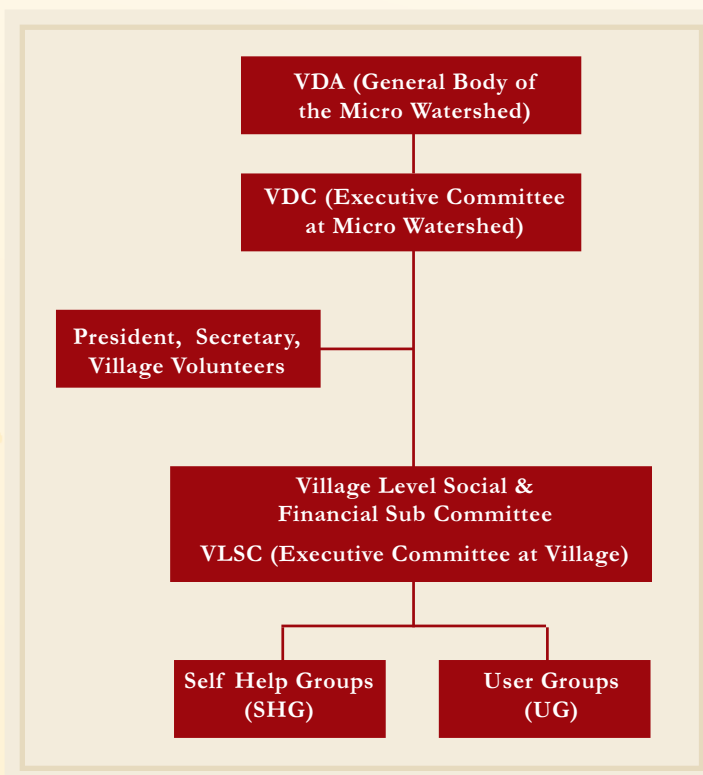 VDA (General Body of
the Micro Watershed)
VDC (Executive Committee
at Micro Watershed)
President, Secretary,
Village Volunteers
Village Level Social &
Financial Sub Committee
VLSC (Executive Committee at Village)
Self Help Groups
(SHG)
User Groups
(UG)